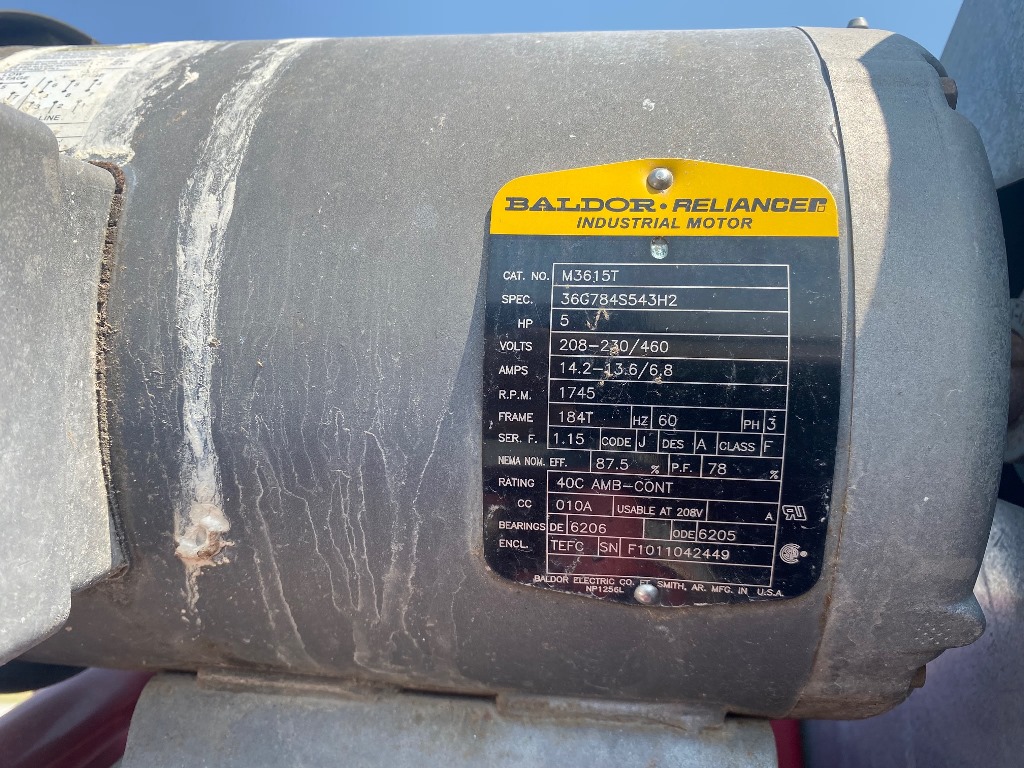 LINE
BALDOR • RELIANCE
INDUSTRIAL MOTOR
CAT. NO. M3615T
SPEC. 36G784S543H2
HP 5
VOLTS 208-230/460
AMPS 14.2-13.6/6.8
R.P.M. 1745
FRAME 184T HZ 60 PH 3
SER. F. 1.15 CODE J DES A CLASS F
NEMA NOM. EFF. 87.5 % P.F. 78 %
RATING 40C AMB-CONT
CC 010A USABLE AT 208V A
BEARINGS DE 6206 ODE 6205
ENCL. TEFC SN F1011042449
BALDOR ELECTRIC CO. FT. SMITH, AR. MFG. IN U.S.A.
NP1256L